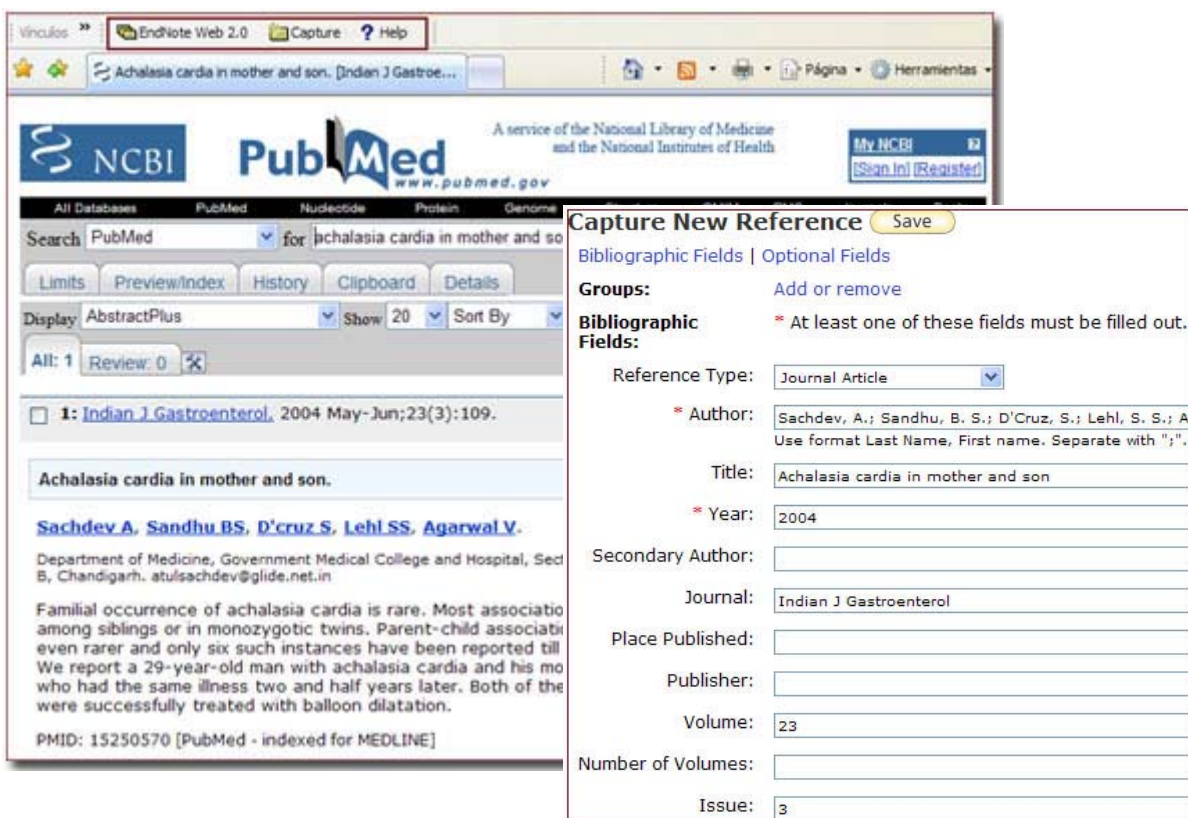 Vínculos » EndNote Web 2.0 Capture ? Help
Achalasia cardia in mother and son. [Indian J Gastroe...
Página Herramientas
NCBI
PubMed
www.pubmed.gov
A service of the National Library of Medicine
and the National Institutes of Health
My NCBI
[Sign In] [Register]
All Databases PubMed Nucleotide Protein Genome
Search PubMed for achalasia cardia in mother and so
Limits Preview/Index History Clipboard Details
Display AbstractPlus Show 20 Sort By
All: 1 Review: 0
1: Indian J Gastroenterol. 2004 May-Jun;23(3):109.
Achalasia cardia in mother and son.
Sachdev A, Sandhu BS, D'cruz S, Lehl SS, Agarwal V.
Department of Medicine, Government Medical College and Hospital, Sect
B, Chandigarh. atulsachdev@glide.net.in
Familial occurrence of achalasia cardia is rare. Most associatio
among siblings or in monozygotic twins. Parent-child associati
even rarer and only six such instances have been reported till
We report a 29-year-old man with achalasia cardia and his mo
who had the same illness two and half years later. Both of the
were successfully treated with balloon dilatation.
PMID: 15250570 [PubMed - indexed for MEDLINE]
Capture New Reference Save
Bibliographic Fields | Optional Fields
Groups: Add or remove
Bibliographic * At least one of these fields must be filled out.
Fields:
Reference Type: Journal Article
* Author: Sachdev, A.; Sandhu, B. S.; D'Cruz, S.; Lehl, S. S.; A
Use format Last Name, First name. Separate with ";".
Title: Achalasia cardia in mother and son
* Year: 2004
Secondary Author:
Journal: Indian J Gastroenterol
Place Published:
Publisher:
Volume: 23
Number of Volumes:
Issue: 3